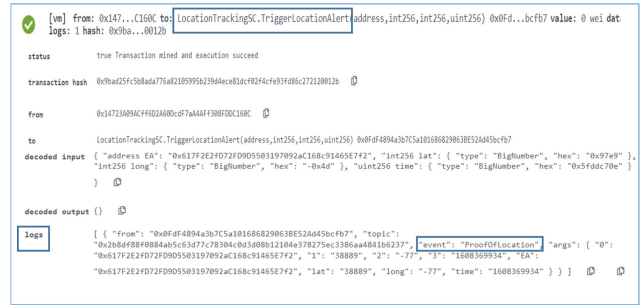 [vm] from: 0x147...C160C to: LocationTrackingSC.TriggerLocationAlert(address,int256,int256,uint256) 0x0Fd...bcfb7 value: 0 wei dat
logs: 1 hash: 0x9ba...0012b
status true Transaction mined and execution succeed
transaction hash 0x9bad25fc5b8ada776a82105995b239d4ece81dcf02f4cfe93fd86c272120012b
from 0x14723A09ACff6D2A60DcdF7aA4AFf308FDDC160C
to LocationTrackingSC.TriggerLocationAlert(address,int256,int256,uint256) 0x0FdF4894a3b7C5a101686829063BE52Ad45bcfb7
decoded input { "address EA": "0x617F2E2fD72FD9D5503197092aC168c91465E7f2", "int256 lat": { "type": "BigNumber", "hex": "0x97e9" },
"int256 long": { "type": "BigNumber", "hex": "-0x4d" }, "uint256 time": { "type": "BigNumber", "hex": "0x5fddc70e" }
}
decoded output {}
logs [ { "from": "0x0FdF4894a3b7C5a101686829063BE52Ad45bcfb7", "topic":
"0x2b8df88f0884ab5c63d77c78304c0d3d08b12104e378275ec3386aa4841b6237", "event": "ProofOfLocation", "args": { "0":
"0x617F2E2fD72FD9D5503197092aC168c91465E7f2", "1": "38889", "2": "-77", "3": "1608369934", "EA":
"0x617F2E2fD72FD9D5503197092aC168c91465E7f2", "lat": "38889", "long": "-77", "time": "1608369934" } } ]